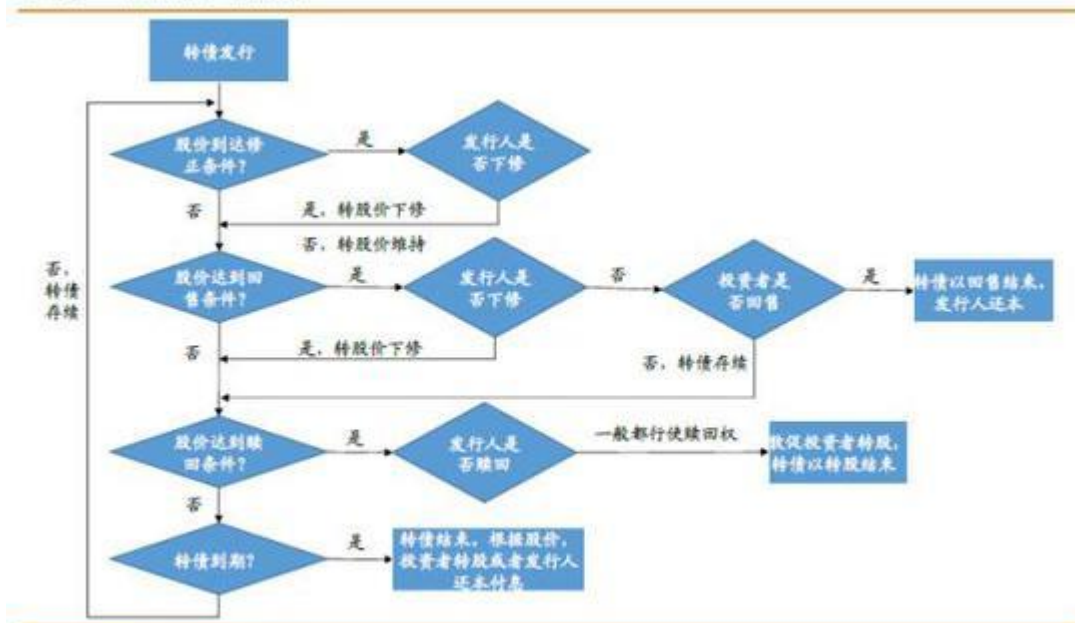 转债发行
股价到达修
正条件？
是
发行人是
否下修
否
是，转股价下修
否，转股价维持
股价达到回
售条件？
是
发行人是
否下修
否
投资者是
否回售
是
转债以回售结束，
发行人还本
否，
转债
存续
否
是，转股价下修
否，转债存续
股价达到赎
回条件？
是
发行人是
否赎回
一般都行使赎回权
敦促投资者转股，
转债以转股结束
否
转债到期？
是
转债结束，根据股价，
投资者转股或者发行人
还本付息